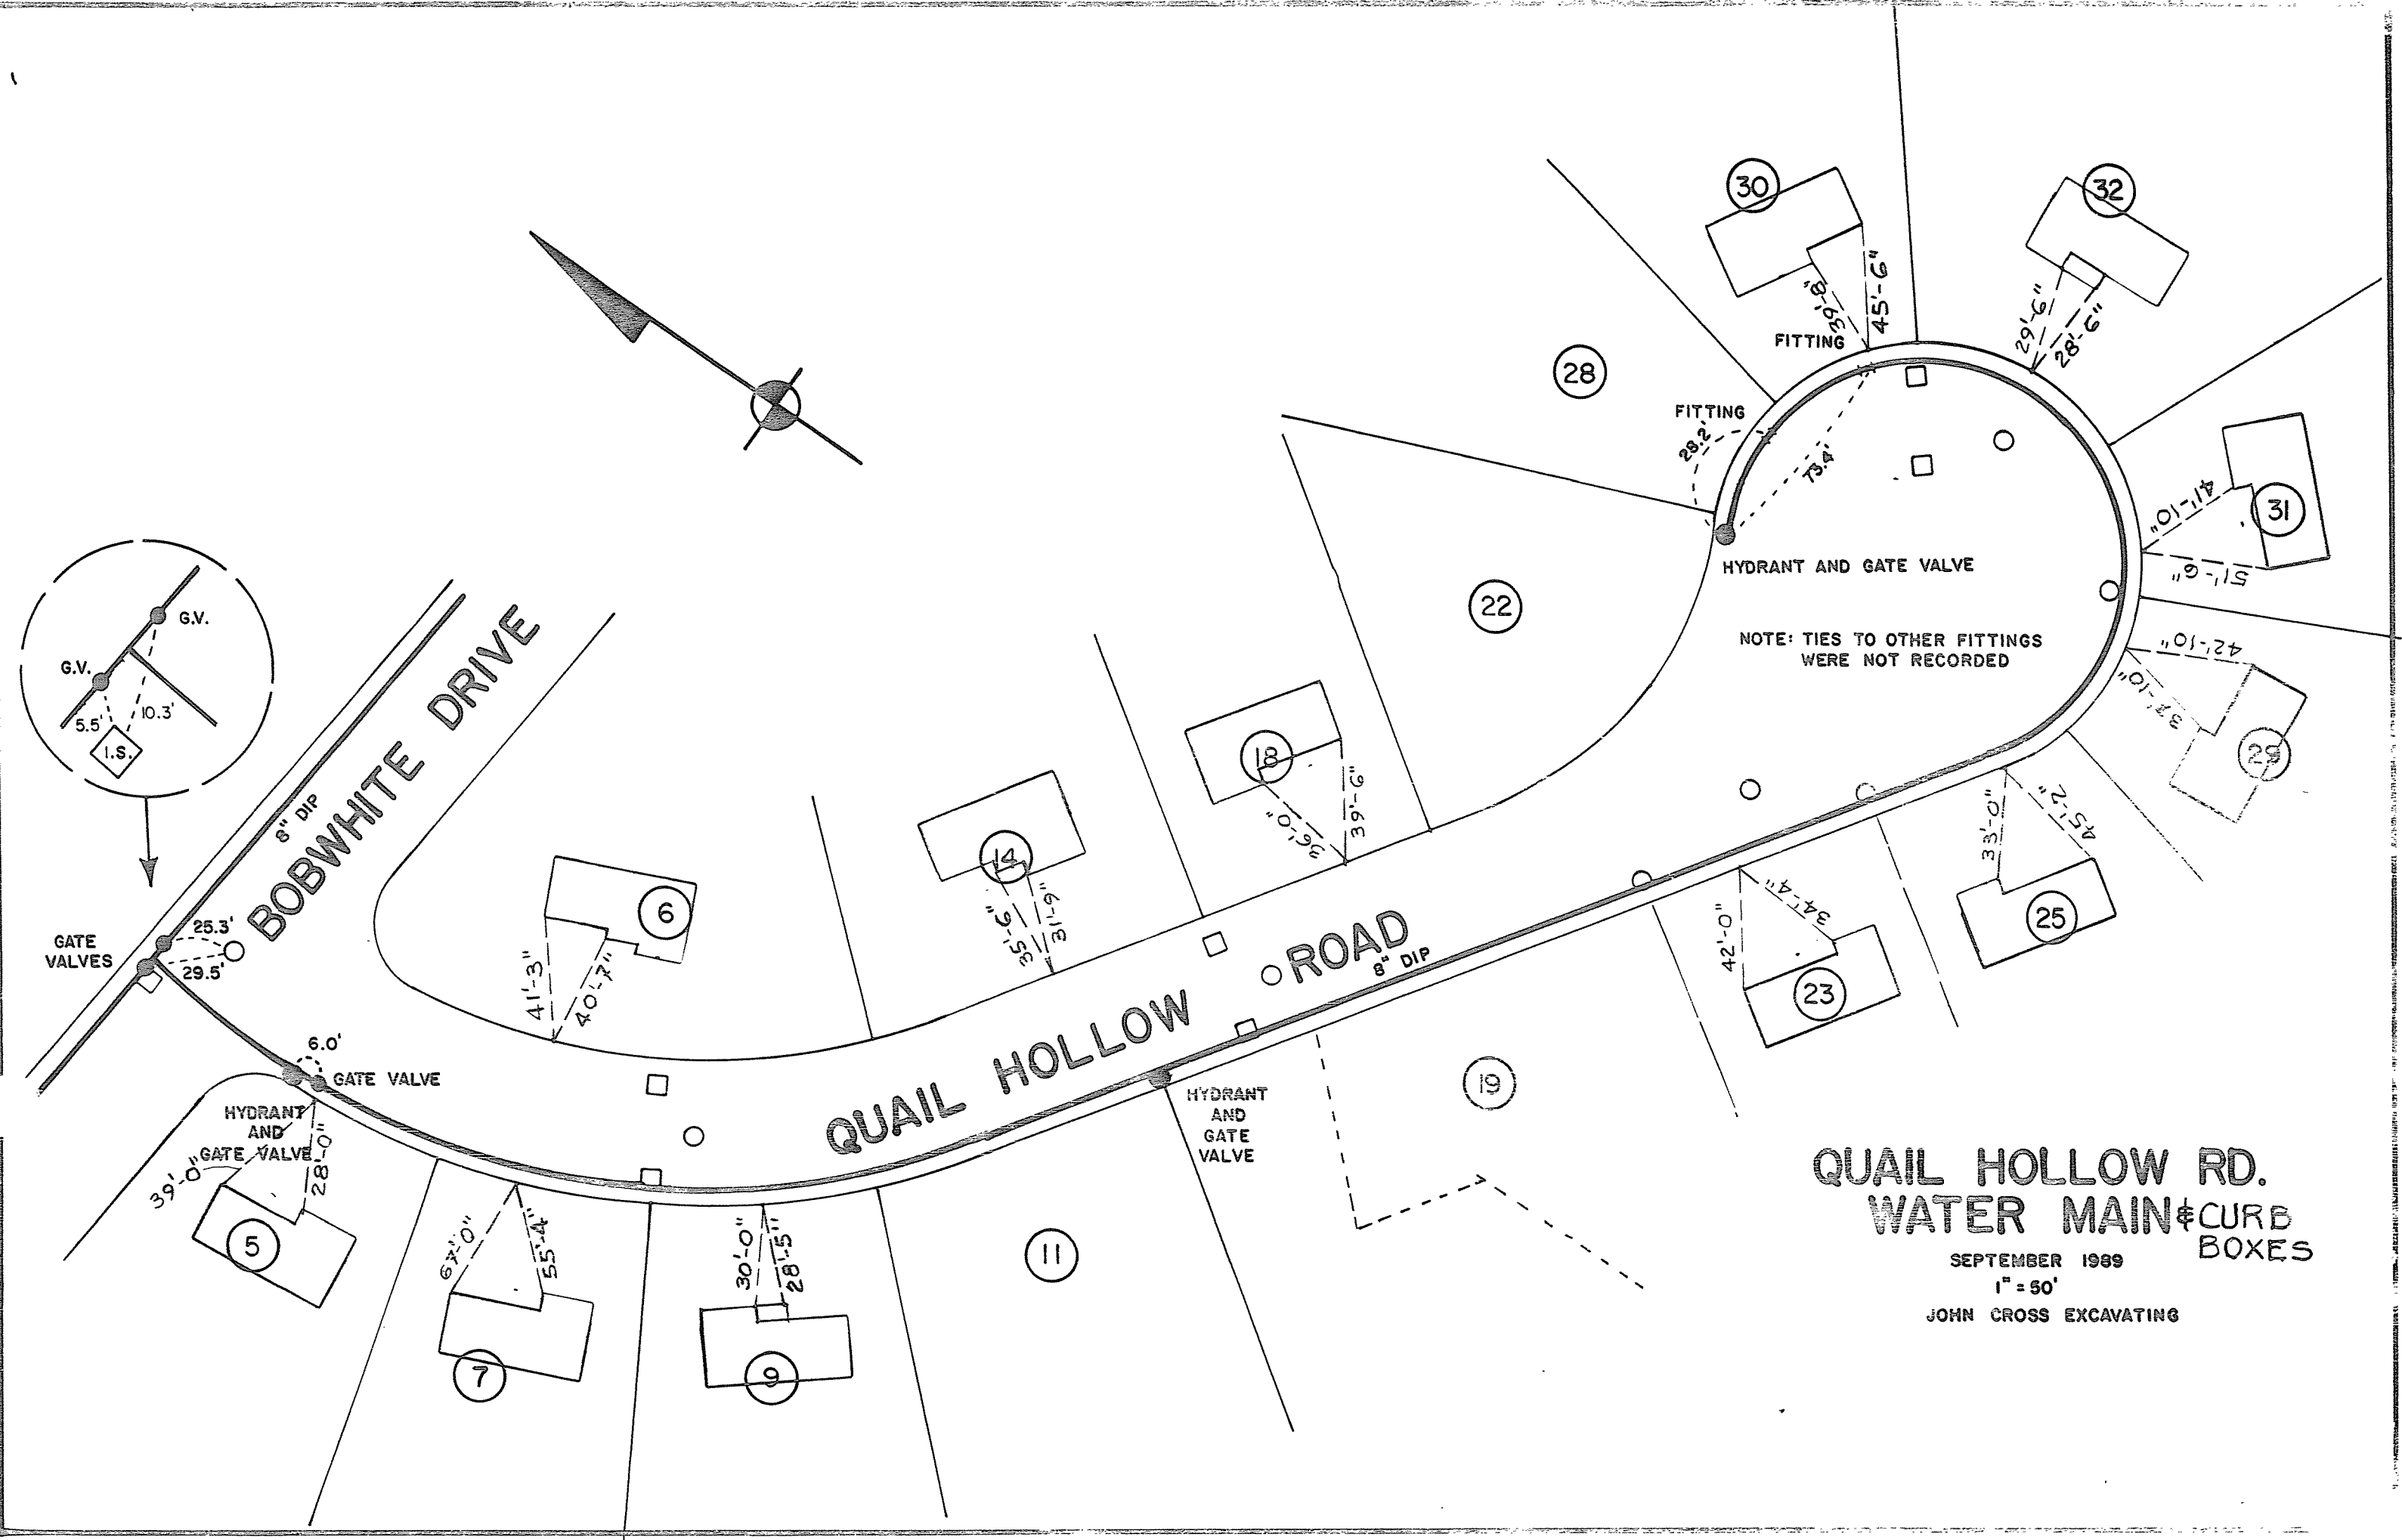 30
32
45'-6"
39'-8"
FITTING
29'-6"
28'-6"
28
FITTING
28.2'
73.4'
31
41'-10"
51'-6"
HYDRANT AND GATE VALVE
22
NOTE: TIES TO OTHER FITTINGS
WERE NOT RECORDED
42'-10"
37'-10"
29
G.V.
G.V.
5.5'
10.3'
I.S.
8" DIP
BOBWHITE DRIVE
18
36'-0"
39'-6"
14
35'-6"
31'-9"
6
41'-3"
40'-7"
33'-0"
45'-2"
25
42'-0"
34'-4"
23
GATE
VALVES
25.3'
29.5'
QUAIL HOLLOW ROAD
8" DIP
6.0'
GATE VALVE
HYDRANT
AND
GATE VALVE
39'-0"
28'-0"
5
HYDRANT
AND
GATE
VALVE
19
67'-0"
55'-4"
7
30'-0"
28'-5"
9
11
QUAIL HOLLOW RD.
WATER MAIN & CURB
BOXES
SEPTEMBER 1989
1" = 50'
JOHN CROSS EXCAVATING